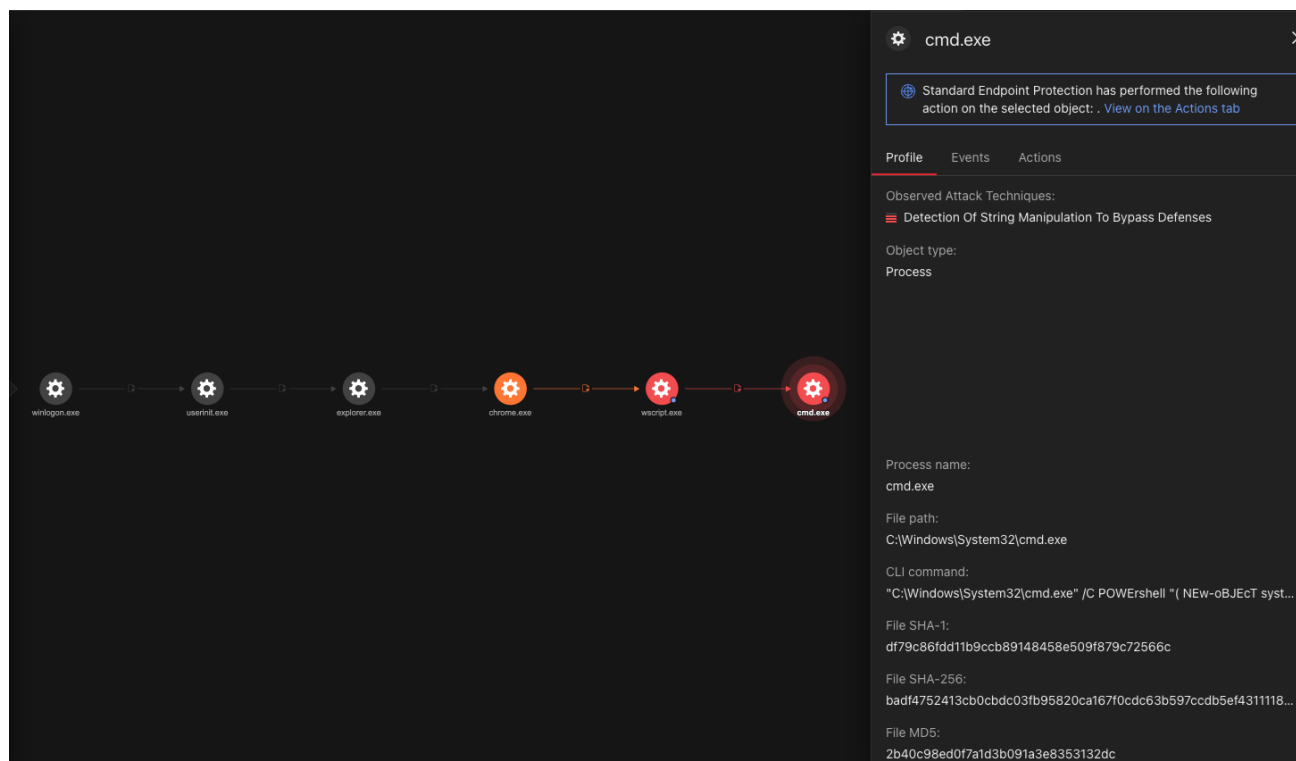 winlogon.exe
userinit.exe
explorer.exe
chrome.exe
wscript.exe
cmd.exe
cmd.exe
Standard Endpoint Protection has performed the following
action on the selected object: . View on the Actions tab
Profile Events Actions
Observed Attack Techniques:
Detection Of String Manipulation To Bypass Defenses
Object type:
Process
Process name:
cmd.exe
File path:
C:\Windows\System32\cmd.exe
CLI command:
"C:\Windows\System32\cmd.exe" /C POWErshell "( NEw-oBJEcT syst...
File SHA-1:
df79c86fdd11b9ccb89148458e509f879c72566c
File SHA-256:
badf4752413cb0cbdc03fb95820ca167f0cdc63b597ccdb5ef4311118...
File MD5:
2b40c98ed0f7a1d3b091a3e8353132dc